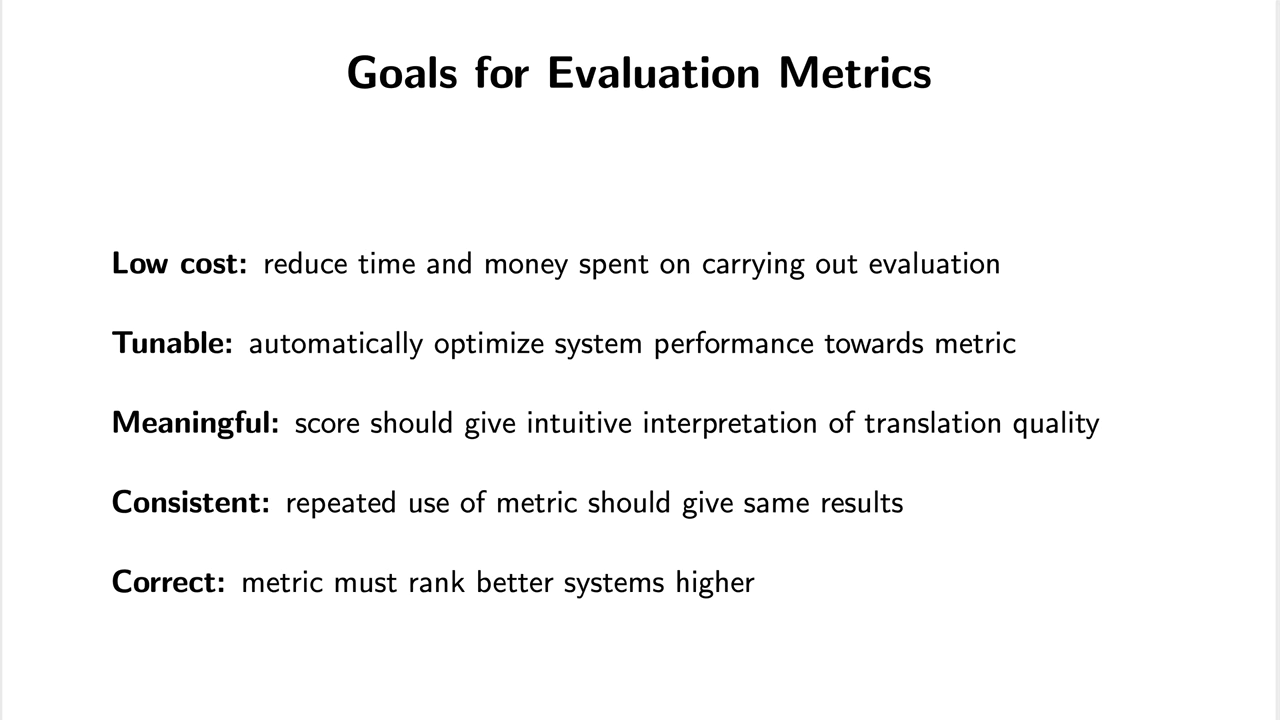 Goals for Evaluation Metrics
Low cost: reduce time and money spent on carrying out evaluation
Tunable: automatically optimize system performance towards metric
Meaningful: score should give intuitive interpretation of translation quality
Consistent: repeated use of metric should give same results
Correct: metric must rank better systems higher